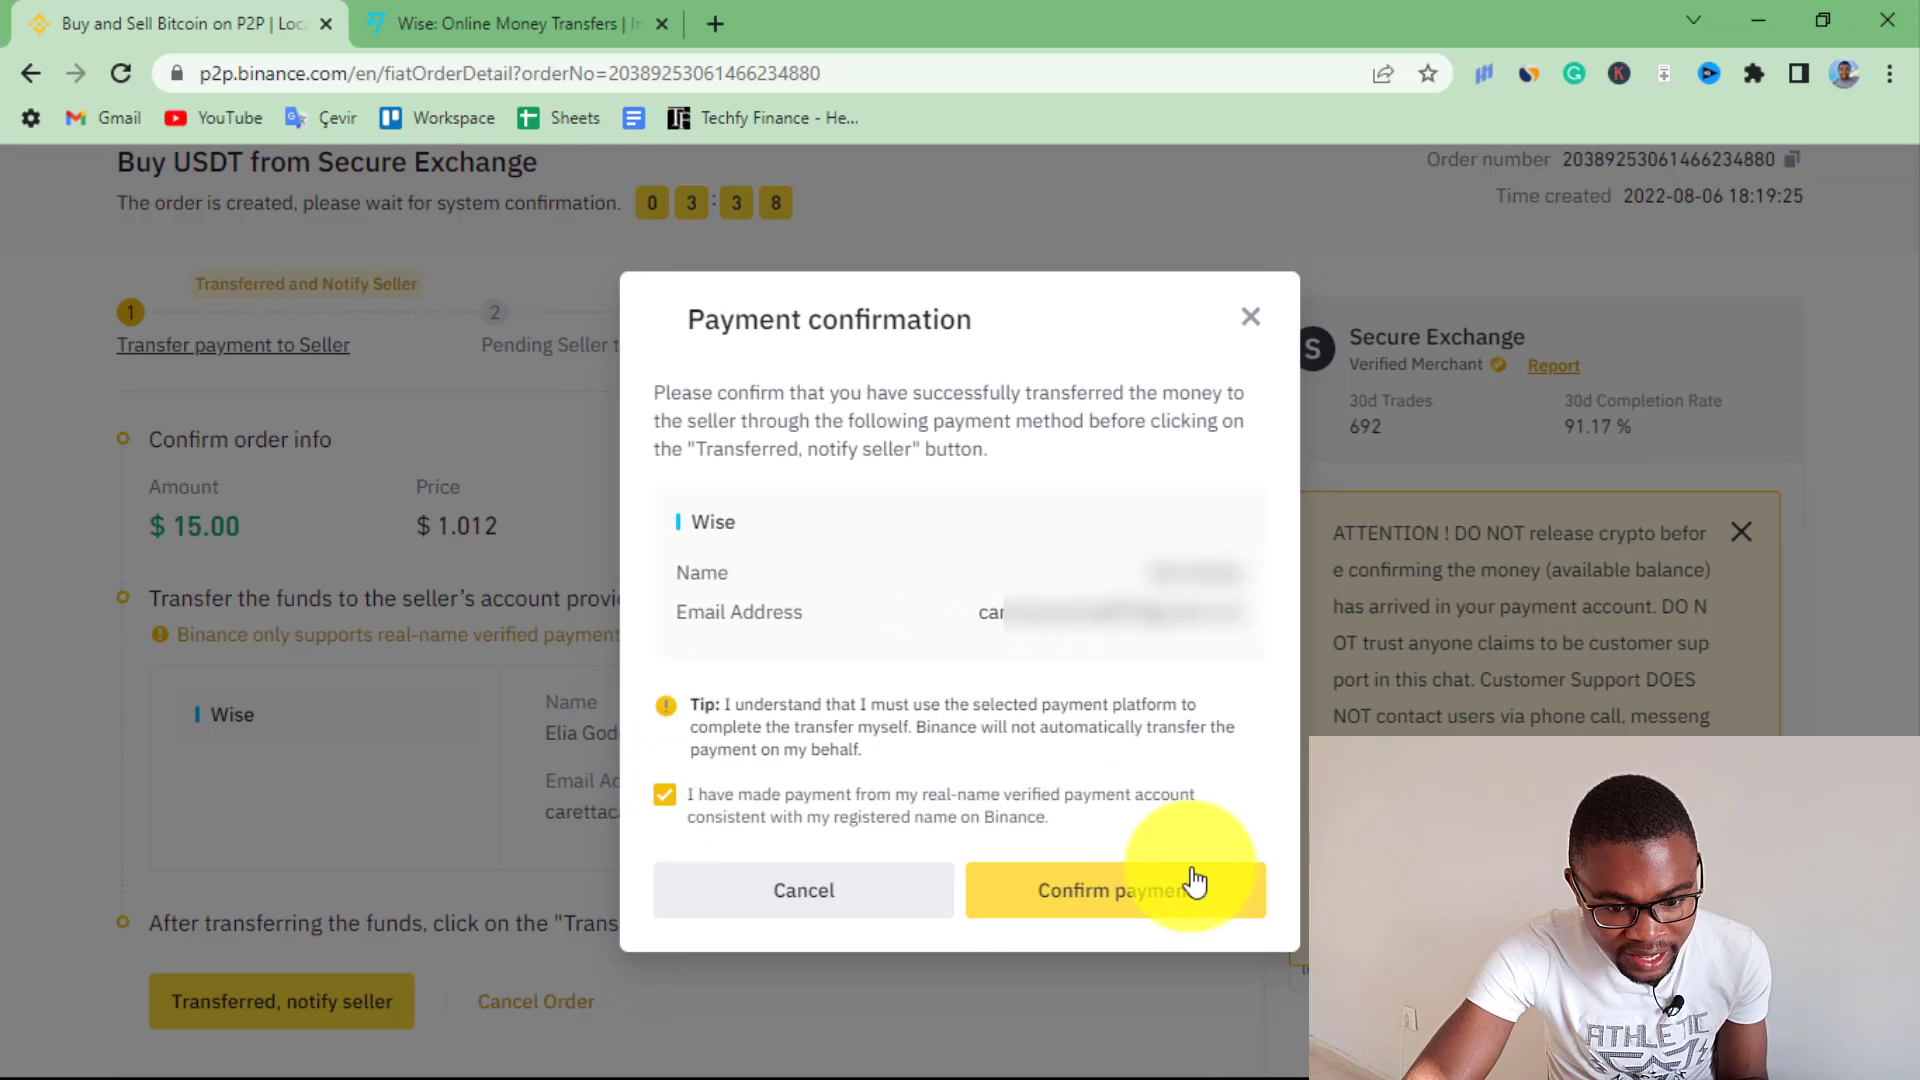 Buy and Sell Bitcoin on P2P | Loc
Wise: Online Money Transfers | In
p2p.binance.com/en/fiatOrderDetail?orderNo=20389253061466234880
Gmail
YouTube
Çevir
Workspace
Sheets
Techfy Finance - He...
Buy USDT from Secure Exchange
The order is created, please wait for system confirmation. 0 3 : 3 8
Order number 20389253061466234880
Time created 2022-08-06 18:19:25
Transferred and Notify Seller
1
2
Transfer payment to Seller
Pending Seller t
Confirm order info
Amount
Price
$ 15.00
$ 1.012
Transfer the funds to the seller's account provi
Binance only supports real-name verified payment
Wise
Name
Elia God
Email Ad
carettaca
After transferring the funds, click on the "Trans
Transferred, notify seller
Cancel Order
Payment confirmation
Please confirm that you have successfully transferred the money to
the seller through the following payment method before clicking on
the "Transferred, notify seller" button.
Wise
Name
Email Address
car
Tip: I understand that I must use the selected payment platform to
complete the transfer myself. Binance will not automatically transfer the
payment on my behalf.
I have made payment from my real-name verified payment account
consistent with my registered name on Binance.
Cancel
Confirm paymen
S
Secure Exchange
Verified Merchant
Report
30d Trades
30d Completion Rate
692
91.17 %
ATTENTION ! DO NOT release crypto befor
e confirming the money (available balance)
has arrived in your payment account. DO N
OT trust anyone claims to be customer sup
port in this chat. Customer Support DOES
NOT contact users via phone call, messeng
ATHLETIC